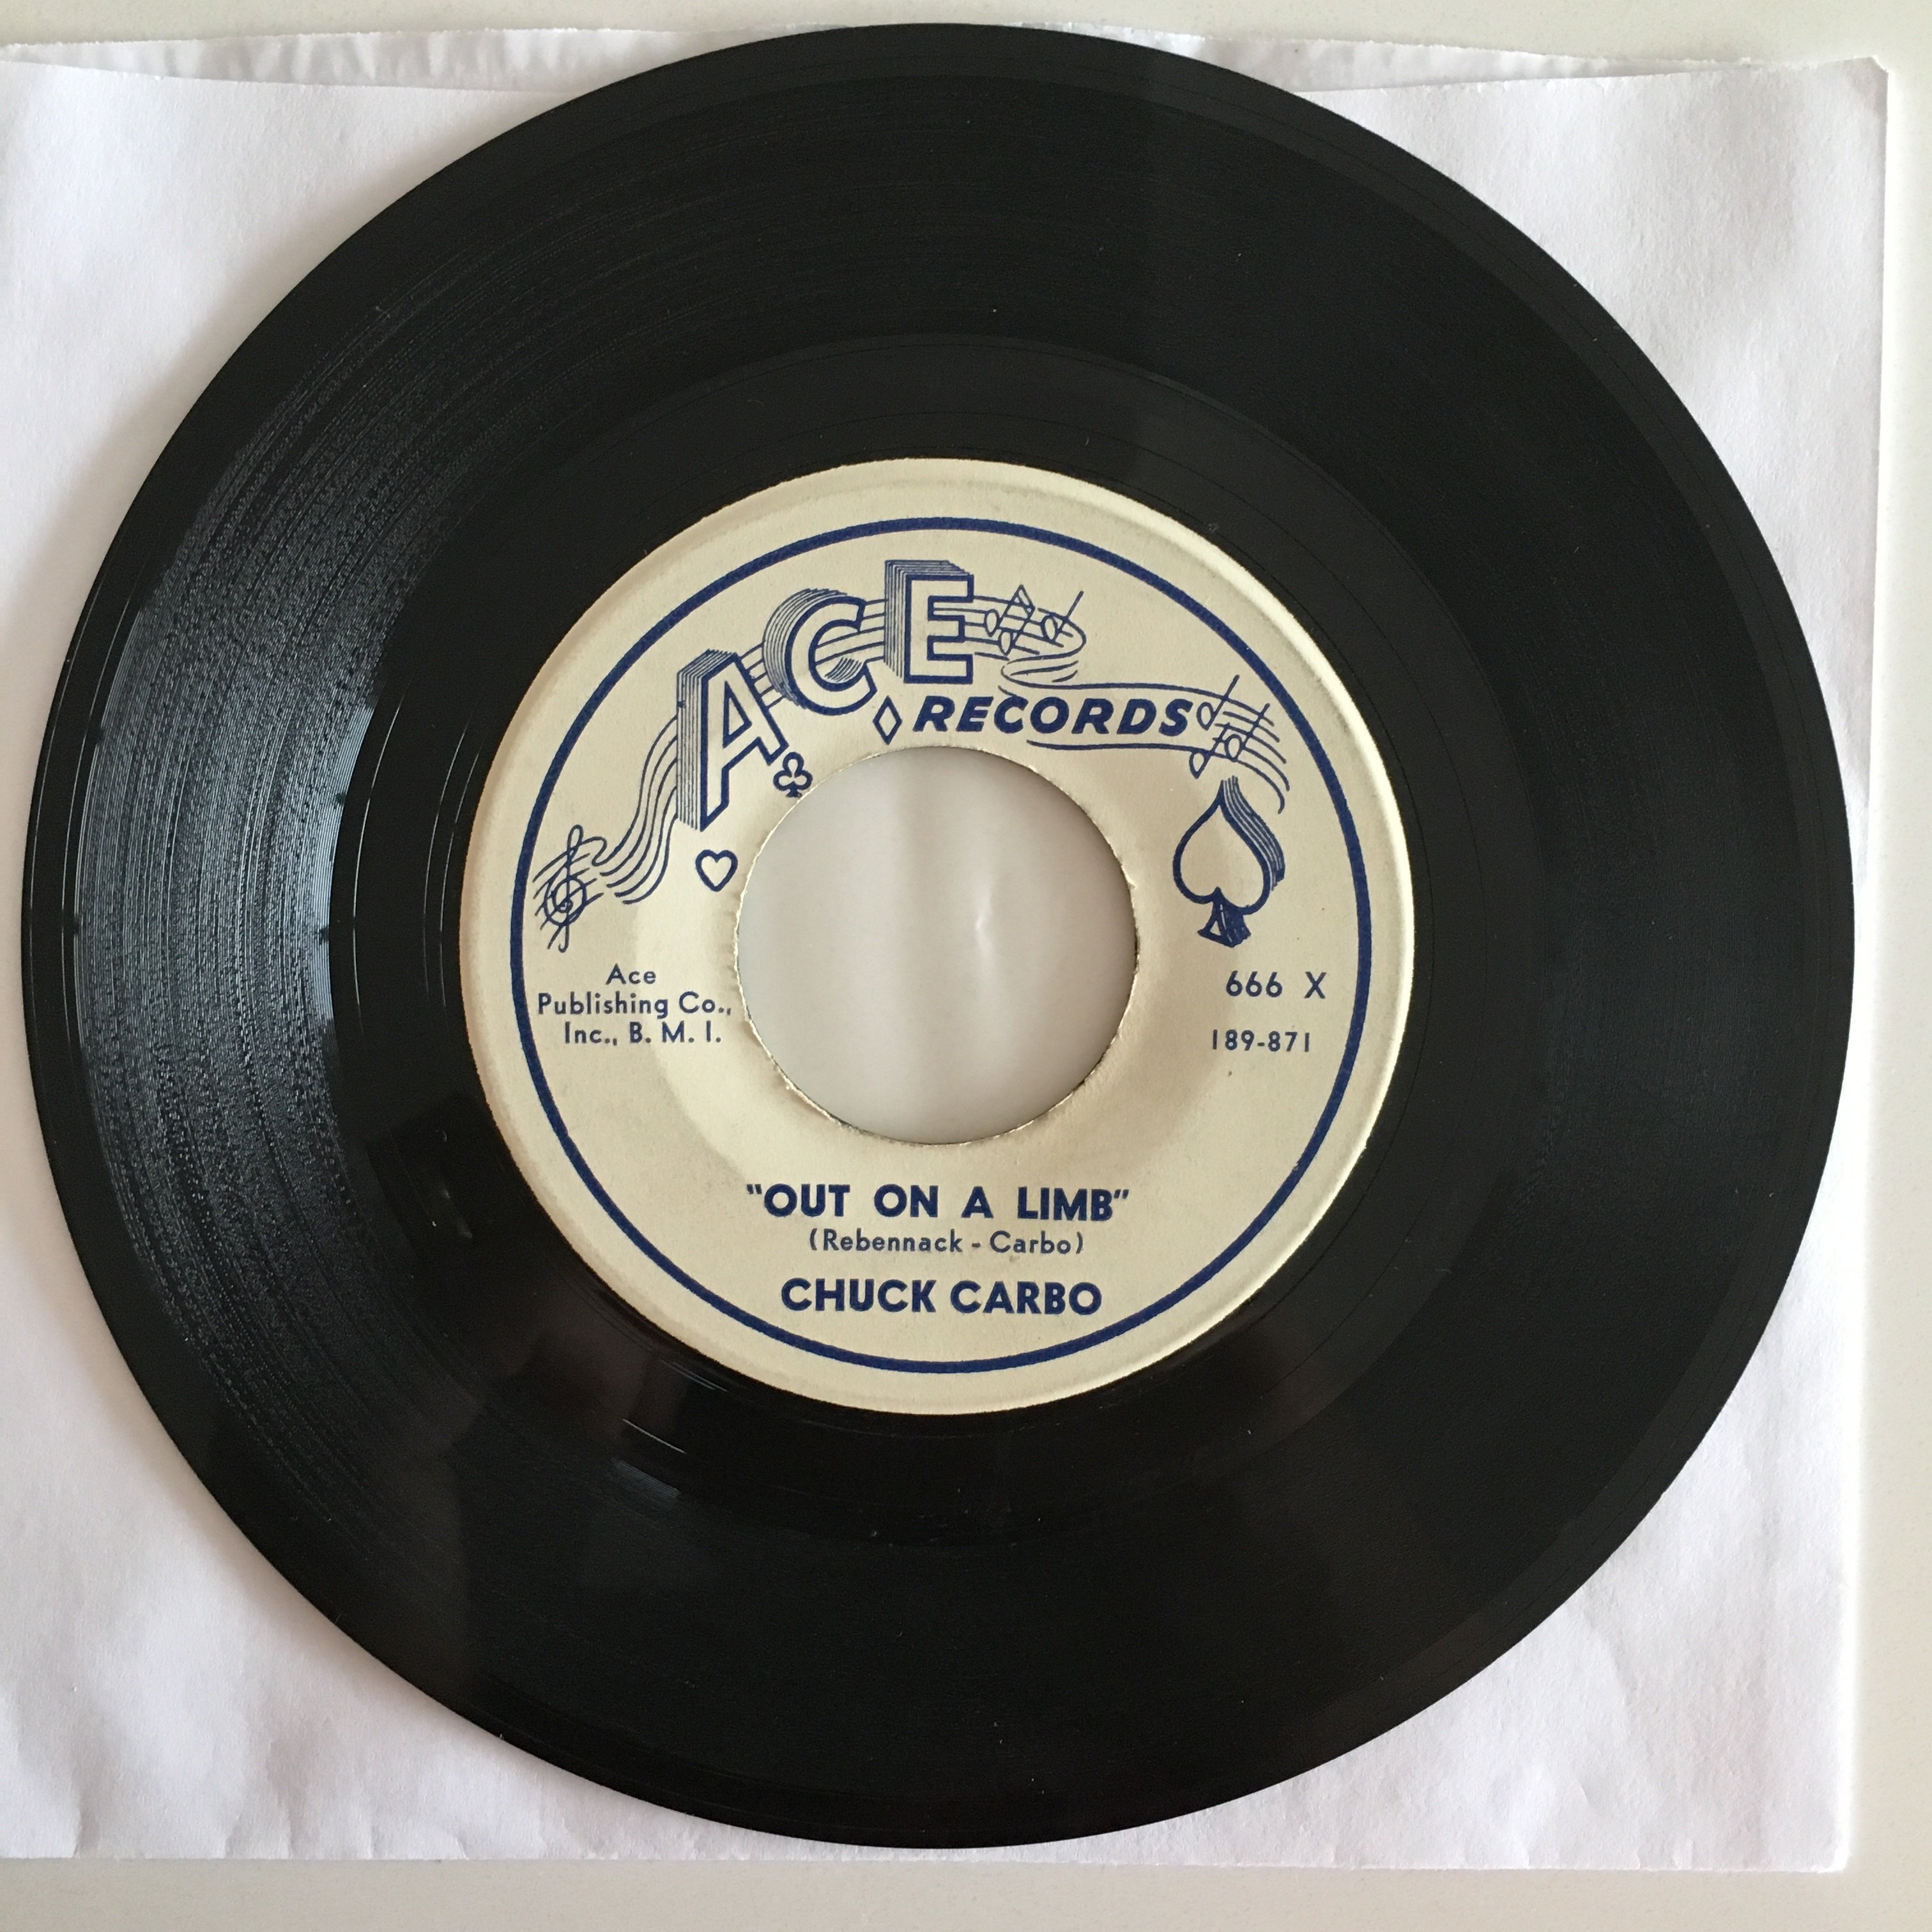 ACE
RECORDS
Ace
Publishing Co.,
Inc., B. M. I.
666 X
189-871
"OUT ON A LIMB"
(Rebennack - Carbo)
CHUCK CARBO